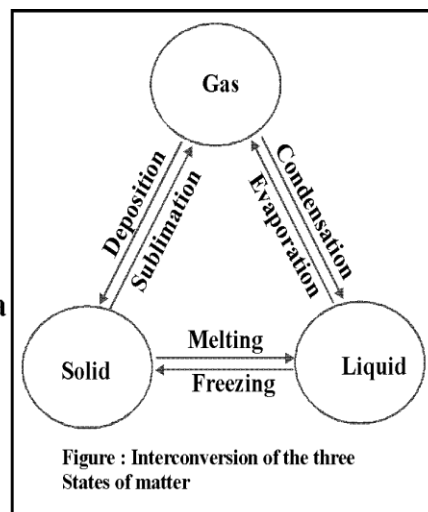 Gas
Deposition
Sublimation
Evaporation
Condensation
a
Melting
Solid
Liquid
Freezing
Figure : Interconversion of the three
States of matter